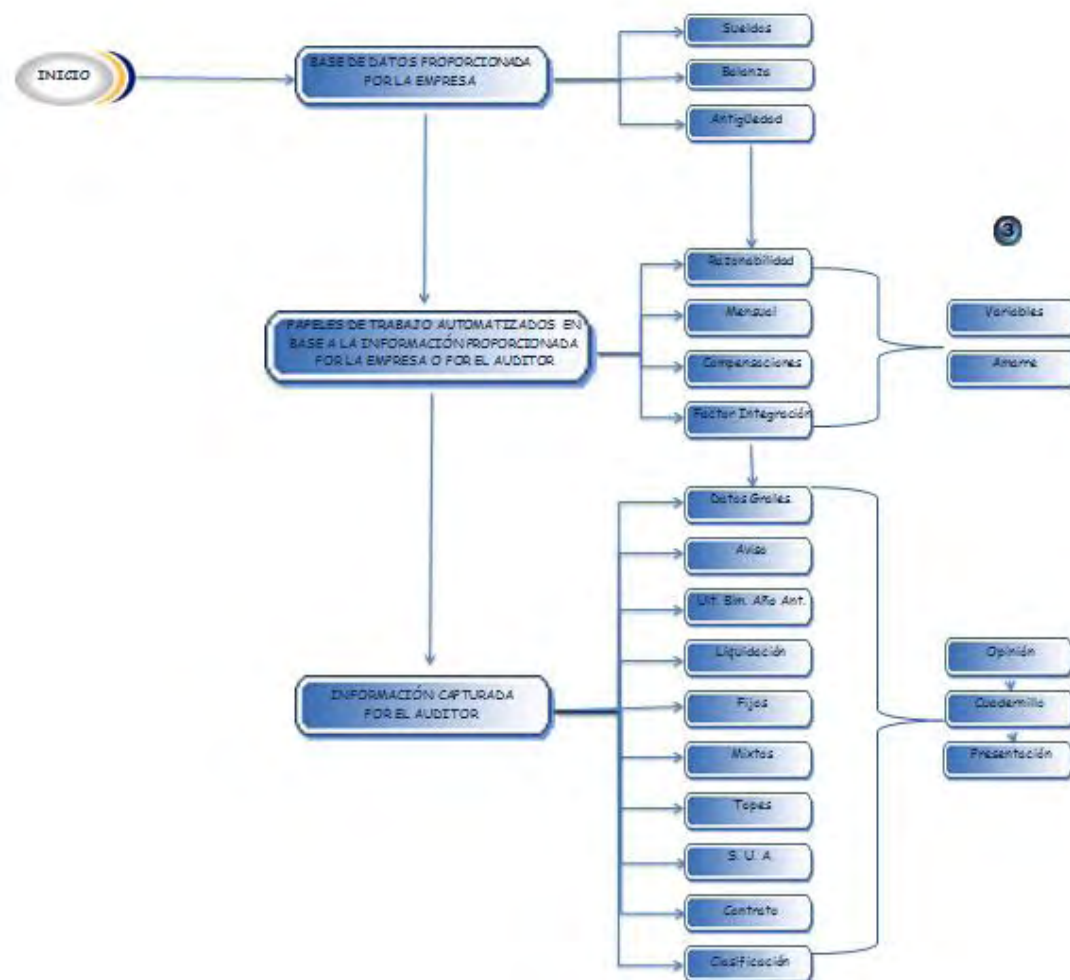 INICIO
BASE DE DATOS PROPORCIONADA
POR LA EMPRESA
Sueldos
Balanza
Antigüedad
3
PAPELES DE TRABAJO AUTOMATIZADOS EN
BASE A LA INFORMACIÓN PROPORCIONADA
POR LA EMPRESA O POR EL AUDITOR
Razonabilidad
Mensual
Compensaciones
Factor Integración
Variables
Amarre
INFORMACIÓN CAPTURADA
POR EL AUDITOR
Datos Grales.
Aviso
Ult. Bim. Año Ant.
Liquidación
Fijos
Mixtos
Topes
S. U. A.
Contrato
Clasificación
Opinión
Cuadernillo
Presentación